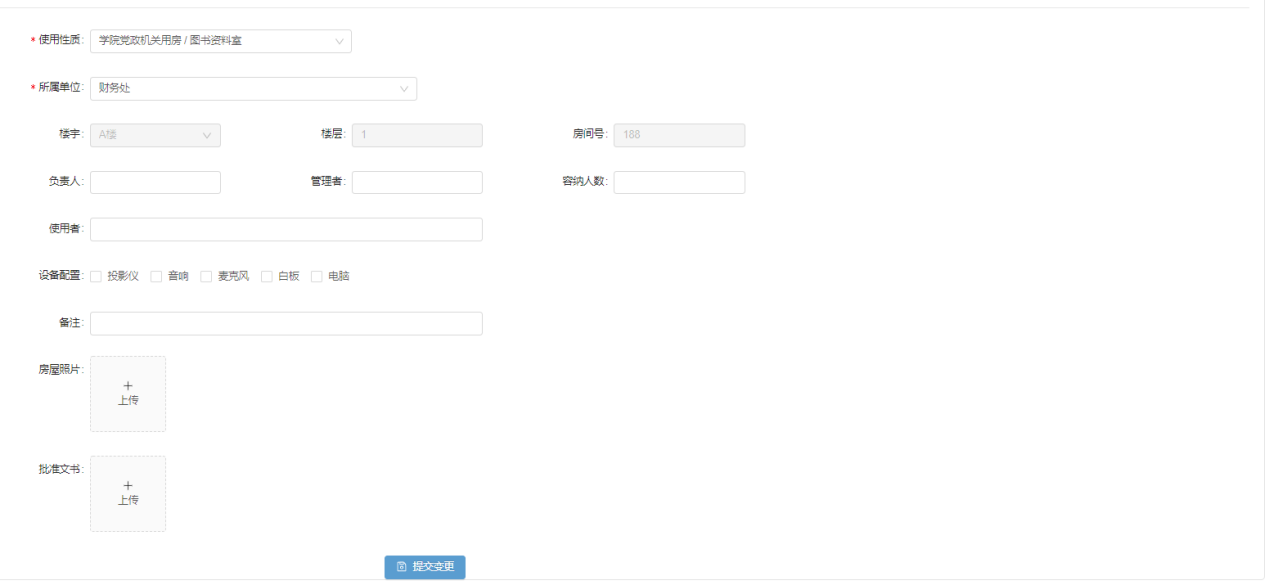 * 使用性质: 学院党政机关用房 / 图书资料室
* 所属单位: 财务处
楼宇: A楼 楼层: 1 房间号: 188
负责人: 管理者: 容纳人数:
使用者:
设备配置: 投影仪 音响 麦克风 白板 电脑
备注:
房屋照片:
+
上传
批准文书:
+
上传
提交变更